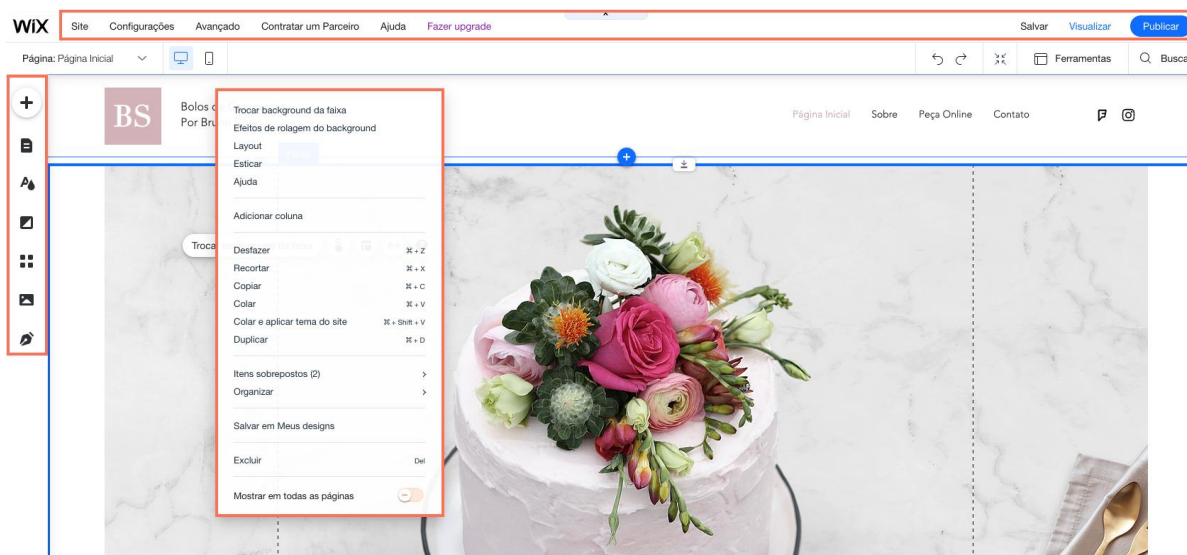 WiX
Site Configurações Avançado Contratar um Parceiro Ajuda Fazer upgrade Salvar Visualizar Publicar
Página: Página Inicial Ferramentas Busca
BS
Bolos
Por Bru
Página Inicial Sobre Peça Online Contato
Trocar background da faixa
Efeitos de rolagem do background
Layout
Esticar
Ajuda
Adicionar coluna
Troca
Desfazer ⌘ + Z
Recortar ⌘ + X
Copiar ⌘ + C
Colar ⌘ + V
Colar e aplicar tema do site ⌘ + Shift + V
Duplicar ⌘ + D
Itens sobrepostos (2)
Organizar
Salvar em Meus designs
Excluir Del
Mostrar em todas as páginas